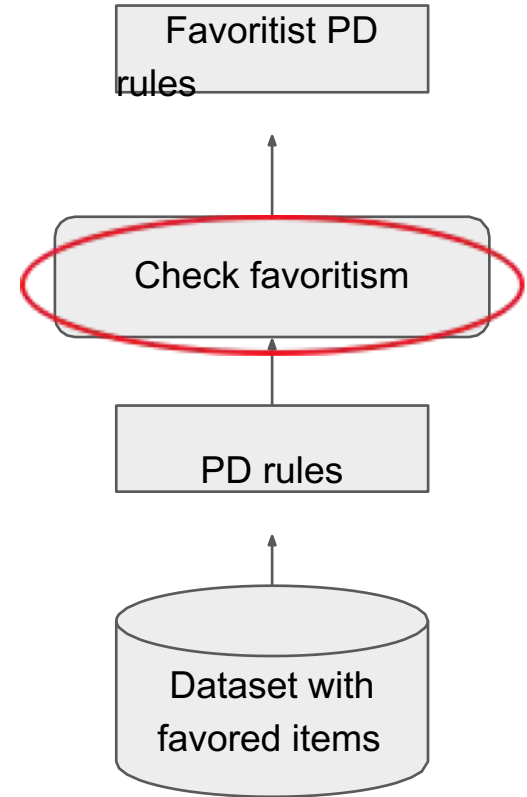 Favoritist PD
rules
Check favoritism
PD rules
Dataset with
favored items